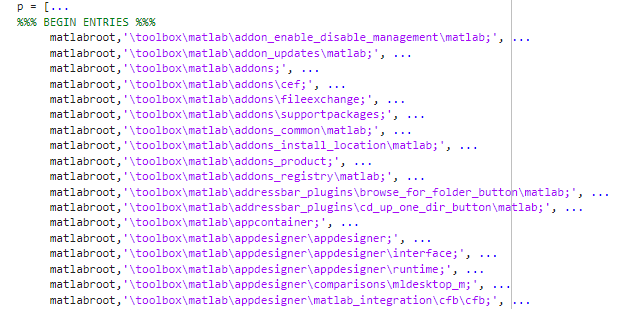 p = [...
%%% BEGIN ENTRIES %%%
matlabroot,'\toolbox\matlab\addon_enable_disable_management\matlab;', ...
matlabroot,'\toolbox\matlab\addon_updates\matlab;', ...
matlabroot,'\toolbox\matlab\addons;', ...
matlabroot,'\toolbox\matlab\addons\cef;', ...
matlabroot,'\toolbox\matlab\addons\fileexchange;', ...
matlabroot,'\toolbox\matlab\addons\supportpackages;', ...
matlabroot,'\toolbox\matlab\addons_common\matlab;', ...
matlabroot,'\toolbox\matlab\addons_install_location\matlab;', ...
matlabroot,'\toolbox\matlab\addons_product;', ...
matlabroot,'\toolbox\matlab\addons_registry\matlab;', ...
matlabroot,'\toolbox\matlab\addressbar_plugins\browse_for_folder_button\matlab;', ...
matlabroot,'\toolbox\matlab\addressbar_plugins\cd_up_one_dir_button\matlab;', ...
matlabroot,'\toolbox\matlab\appcontainer;', ...
matlabroot,'\toolbox\matlab\appdesigner\appdesigner;', ...
matlabroot,'\toolbox\matlab\appdesigner\appdesigner\interface;', ...
matlabroot,'\toolbox\matlab\appdesigner\appdesigner\runtime;', ...
matlabroot,'\toolbox\matlab\appdesigner\comparisons\mldesktop_m;', ...
matlabroot,'\toolbox\matlab\appdesigner\matlab_integration\cfb\cfb;', ...